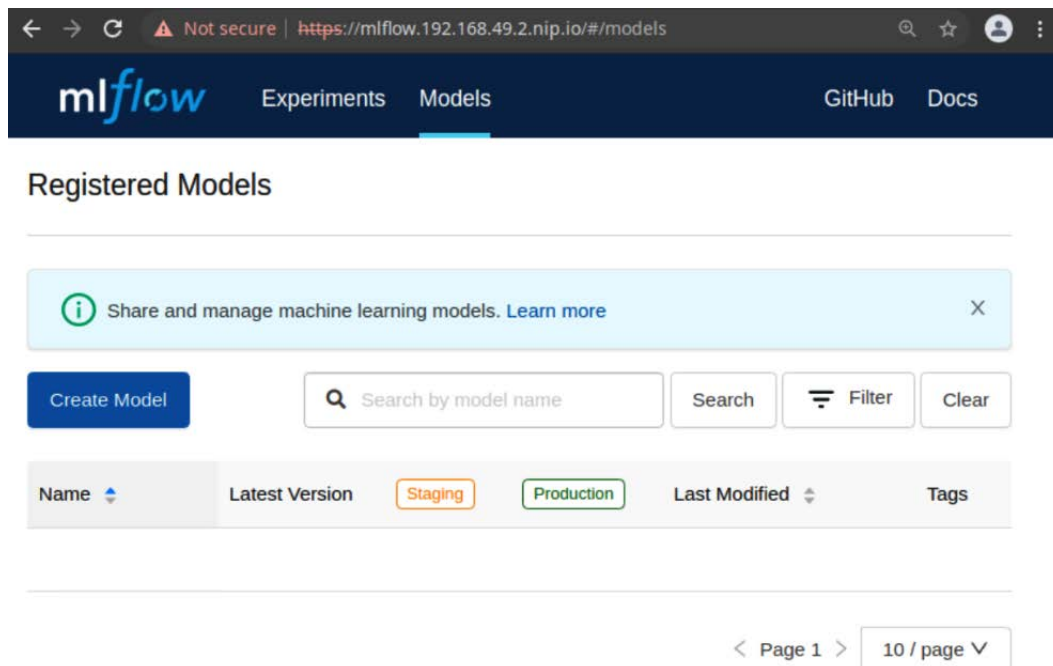 Not secure | https://mlflow.192.168.49.2.nip.io/#/models
mlflow Experiments Models GitHub Docs
Registered Models
Share and manage machine learning models. Learn more X
Create Model Search by model name Search Filter Clear
Name Latest Version Staging Production Last Modified Tags
< Page 1 > 10 / page